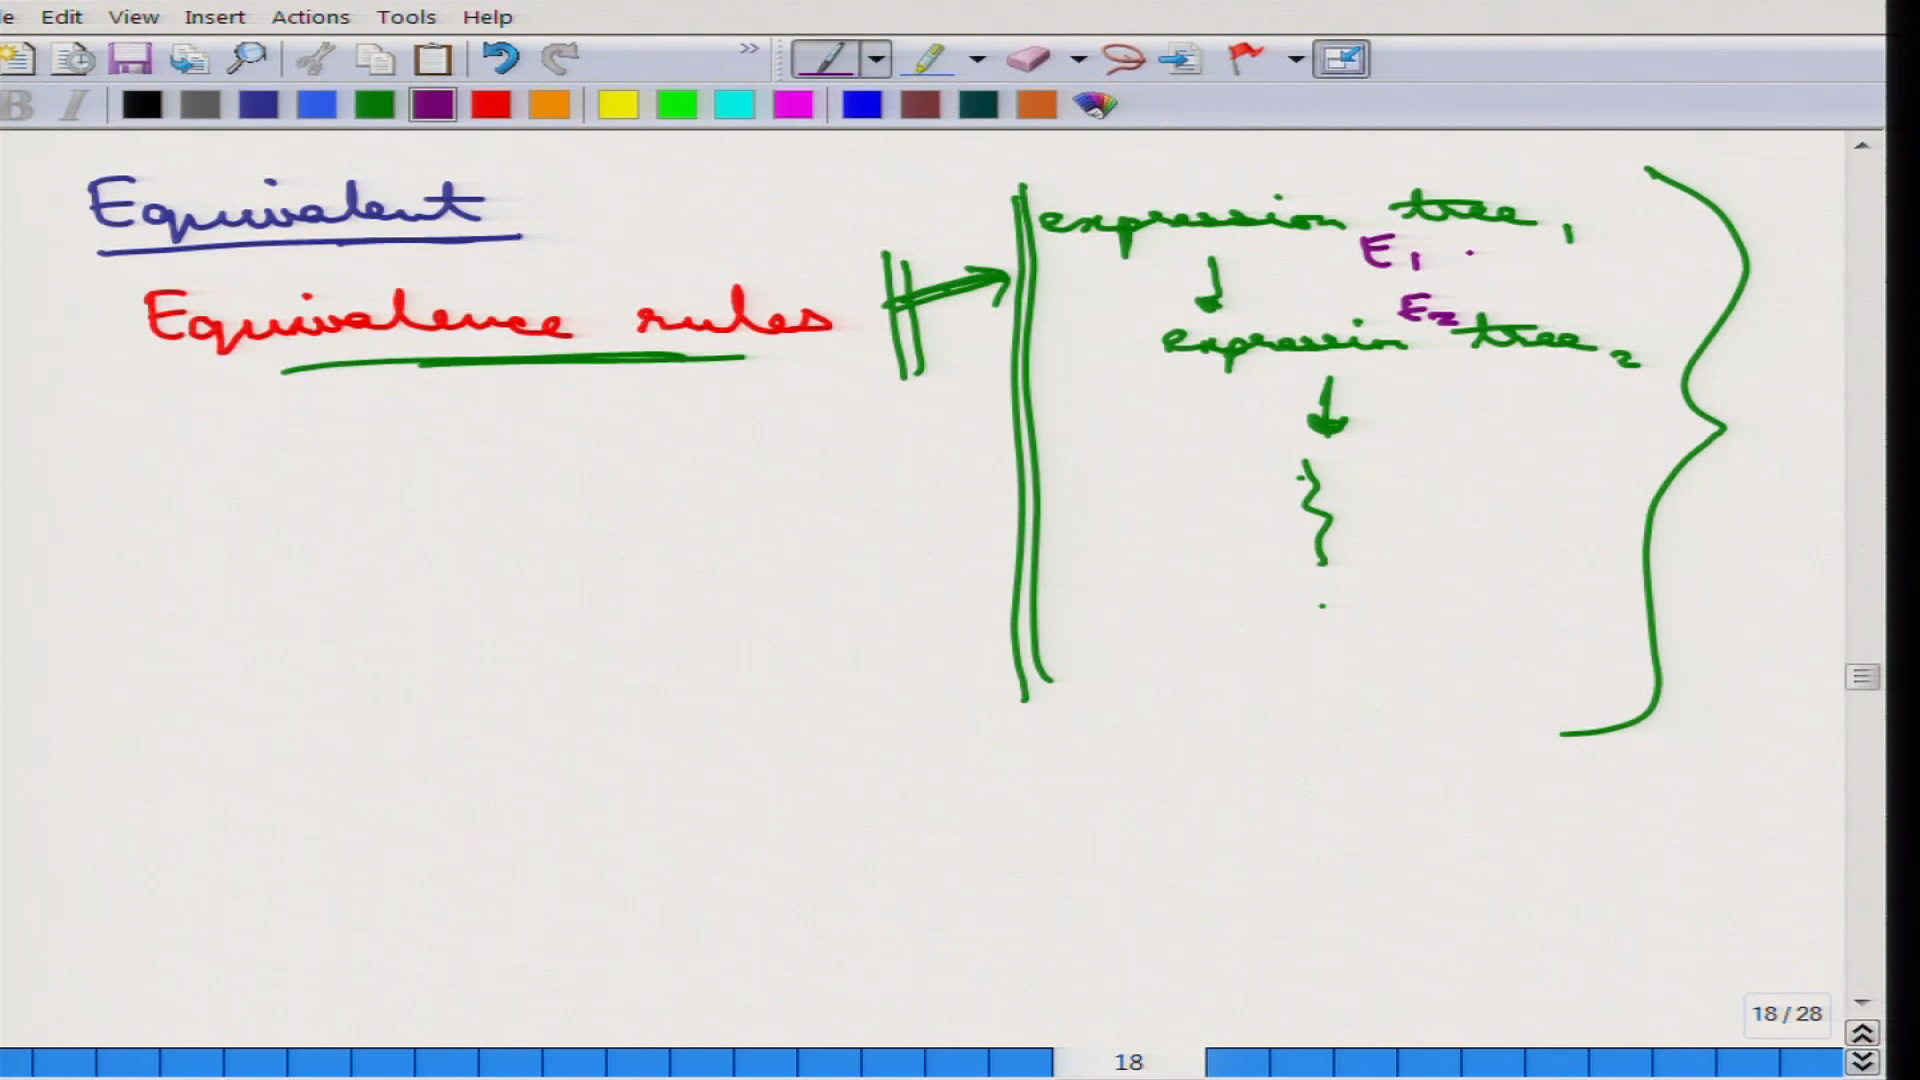 Edit View Insert Actions Tools Help
B I
Equivalent
Equivalence rules
expression tree 1
E1
E2
expression tree 2
18 / 28
18